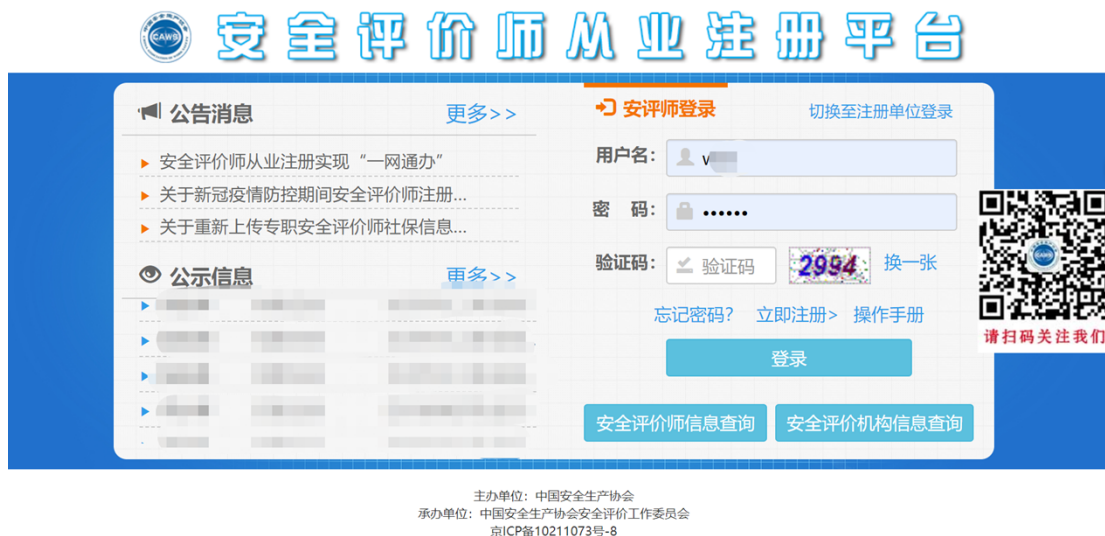 安全评价师从业注册平台
CAWS
公告消息 更多>>
安全评价师从业注册实现“一网通办”
关于新冠疫情防控期间安全评价师注册...
关于重新上传专职安全评价师社保信息...
公示信息 更多>>
安评师登录 切换至注册单位登录
用户名: v
密 码: ••••••
验证码: 验证码 2994 换一张
忘记密码? 立即注册> 操作手册
登录
安全评价师信息查询 安全评价机构信息查询
请扫码关注我们
主办单位：中国安全生产协会
承办单位：中国安全生产协会安全评价工作委员会
京ICP备10211073号-8